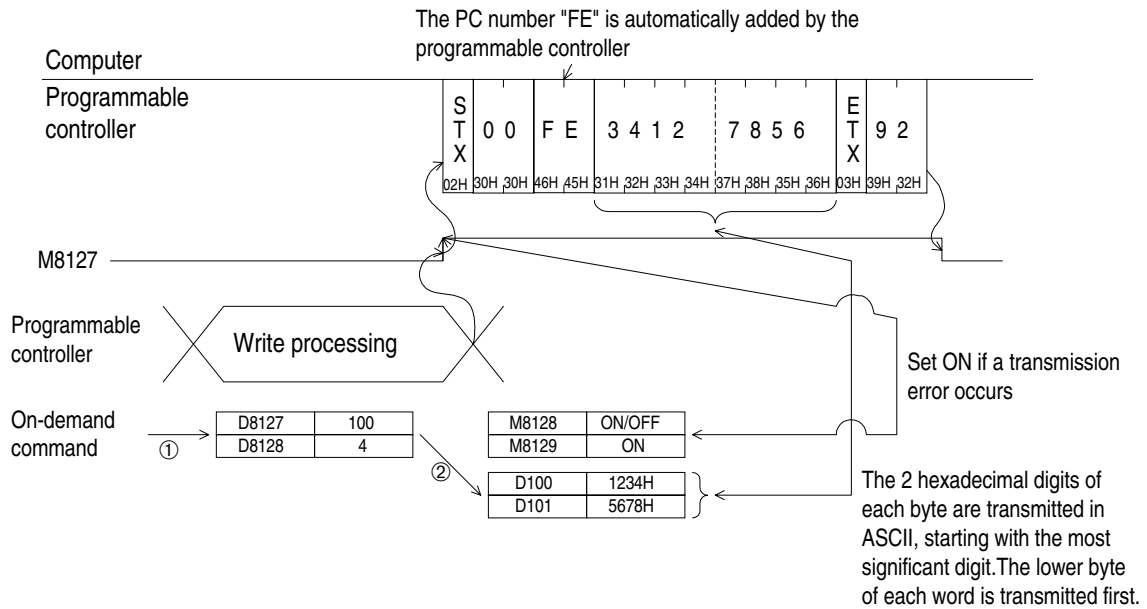 The PC number "FE" is automatically added by the
programmable controller
Computer
Programmable
controller
S
T
X
0 0
F E
3 4 1 2
7 8 5 6
E
T
X
9 2
02H 30H 30H 46H 45H 31H 32H 33H 34H 37H 38H 35H 36H 03H 39H 32H
M8127
Programmable
controller
Write processing
Set ON if a transmission
error occurs
On-demand
command
①
D8127 100
D8128 4
②
M8128 ON/OFF
M8129 ON
D100 1234H
D101 5678H
The 2 hexadecimal digits of
each byte are transmitted in
ASCII, starting with the most
significant digit.The lower byte
of each word is transmitted first.